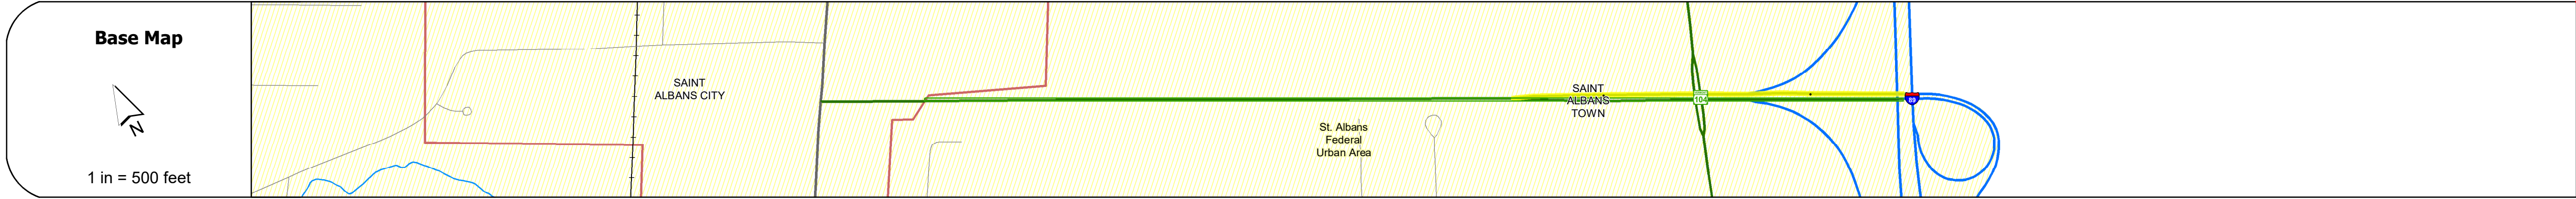 Base Map
N
1 in = 500 feet
SAINT
ALBANS CITY
St. Albans
Federal
Urban Area
SAINT
ALBANS
TOWN
104
89